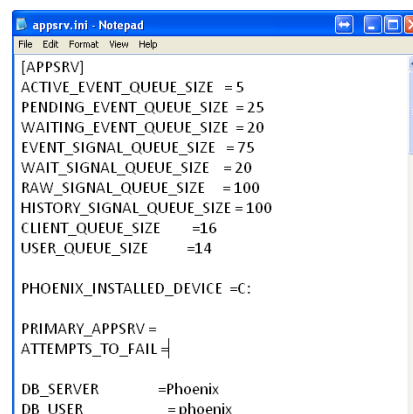 appsrv.ini - Notepad
File Edit Format View Help
[APPSRV]
ACTIVE_EVENT_QUEUE_SIZE = 5
PENDING_EVENT_QUEUE_SIZE = 25
WAITING_EVENT_QUEUE_SIZE = 20
EVENT_SIGNAL_QUEUE_SIZE = 75
WAIT_SIGNAL_QUEUE_SIZE = 20
RAW_SIGNAL_QUEUE_SIZE = 100
HISTORY_SIGNAL_QUEUE_SIZE = 100
CLIENT_QUEUE_SIZE =16
USER_QUEUE_SIZE =14
PHOENIX_INSTALLED_DEVICE =C:
PRIMARY_APPSRV =
ATTEMPTS_TO_FAIL =
DB_SERVER =Phoenix
DB_USER = phoenix